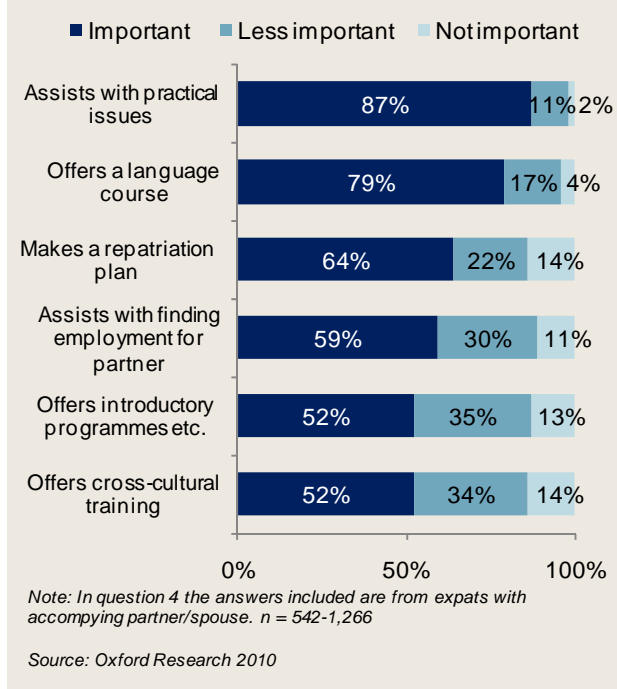 Important Less important Not important
Assists with practical
issues
87% 11% 2%
Offers a language
course
79% 17% 4%
Makes a repatriation
plan
64% 22% 14%
Assists with finding
employment for
partner
59% 30% 11%
Offers introductory
programmes etc.
52% 35% 13%
Offers cross-cultural
training
52% 34% 14%
0% 50% 100%
Note: In question 4 the answers included are from expats with
accompying partner/spouse. n = 542-1,266
Source: Oxford Research 2010